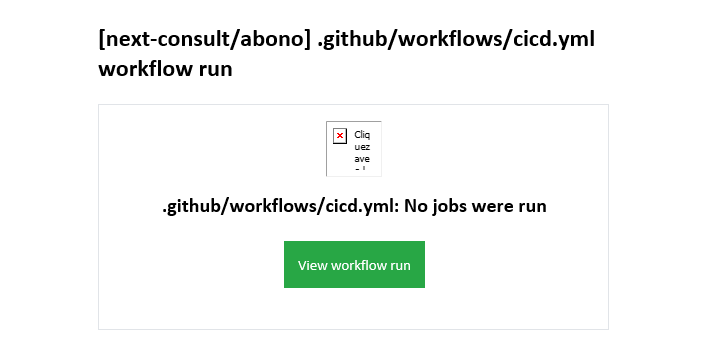 [next-consult/abono] .github/workflows/cicd.yml
workflow run
Cliq
uez
ave
.github/workflows/cicd.yml: No jobs were run
View workflow run